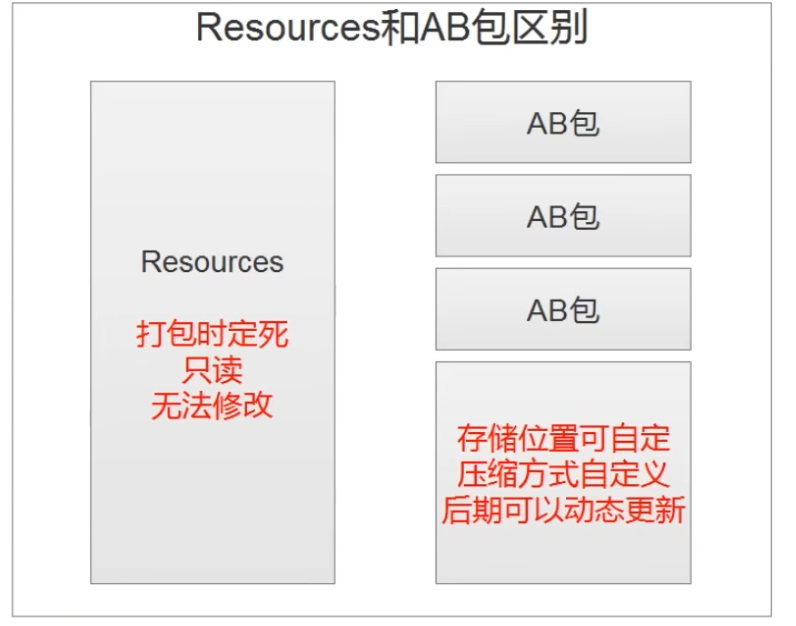 Resources和AB包区别
Resources
打包时定死
只读
无法修改
AB包
AB包
AB包
存储位置可自定
压缩方式自定义
后期可以动态更新